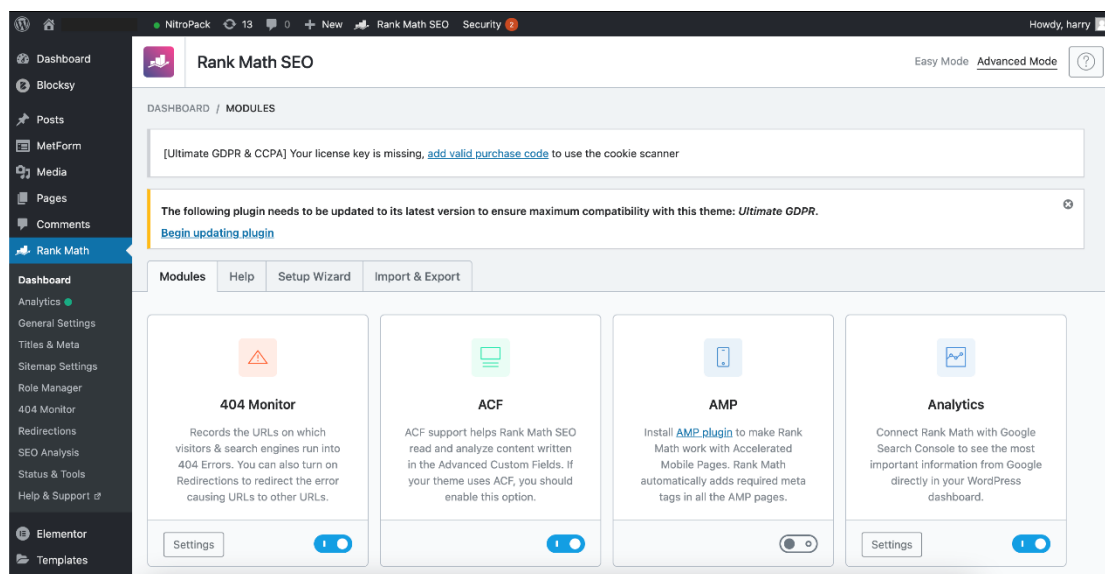 NitroPack 13 0 + New Rank Math SEO Security 2 Howdy, harry
Dashboard
Blocksy
Posts
MetForm
Media
Pages
Comments
Rank Math
Dashboard
Analytics
General Settings
Titles & Meta
Sitemap Settings
Role Manager
404 Monitor
Redirections
SEO Analysis
Status & Tools
Help & Support
Elementor
Templates
Rank Math SEO
Easy Mode Advanced Mode ?
DASHBOARD / MODULES
[Ultimate GDPR & CCPA] Your license key is missing, add valid purchase code to use the cookie scanner
The following plugin needs to be updated to its latest version to ensure maximum compatibility with this theme: Ultimate GDPR.
Begin updating plugin
Modules Help Setup Wizard Import & Export
404 Monitor
Records the URLs on which
visitors & search engines run into
404 Errors. You can also turn on
Redirections to redirect the error
causing URLs to other URLs.
Settings
ACF
ACF support helps Rank Math SEO
read and analyze content written
in the Advanced Custom Fields. If
your theme uses ACF, you should
enable this option.
AMP
Install AMP plugin to make Rank
Math work with Accelerated
Mobile Pages. Rank Math
automatically adds required meta
tags in all the AMP pages.
Analytics
Connect Rank Math with Google
Search Console to see the most
important information from Google
directly in your WordPress
dashboard.
Settings